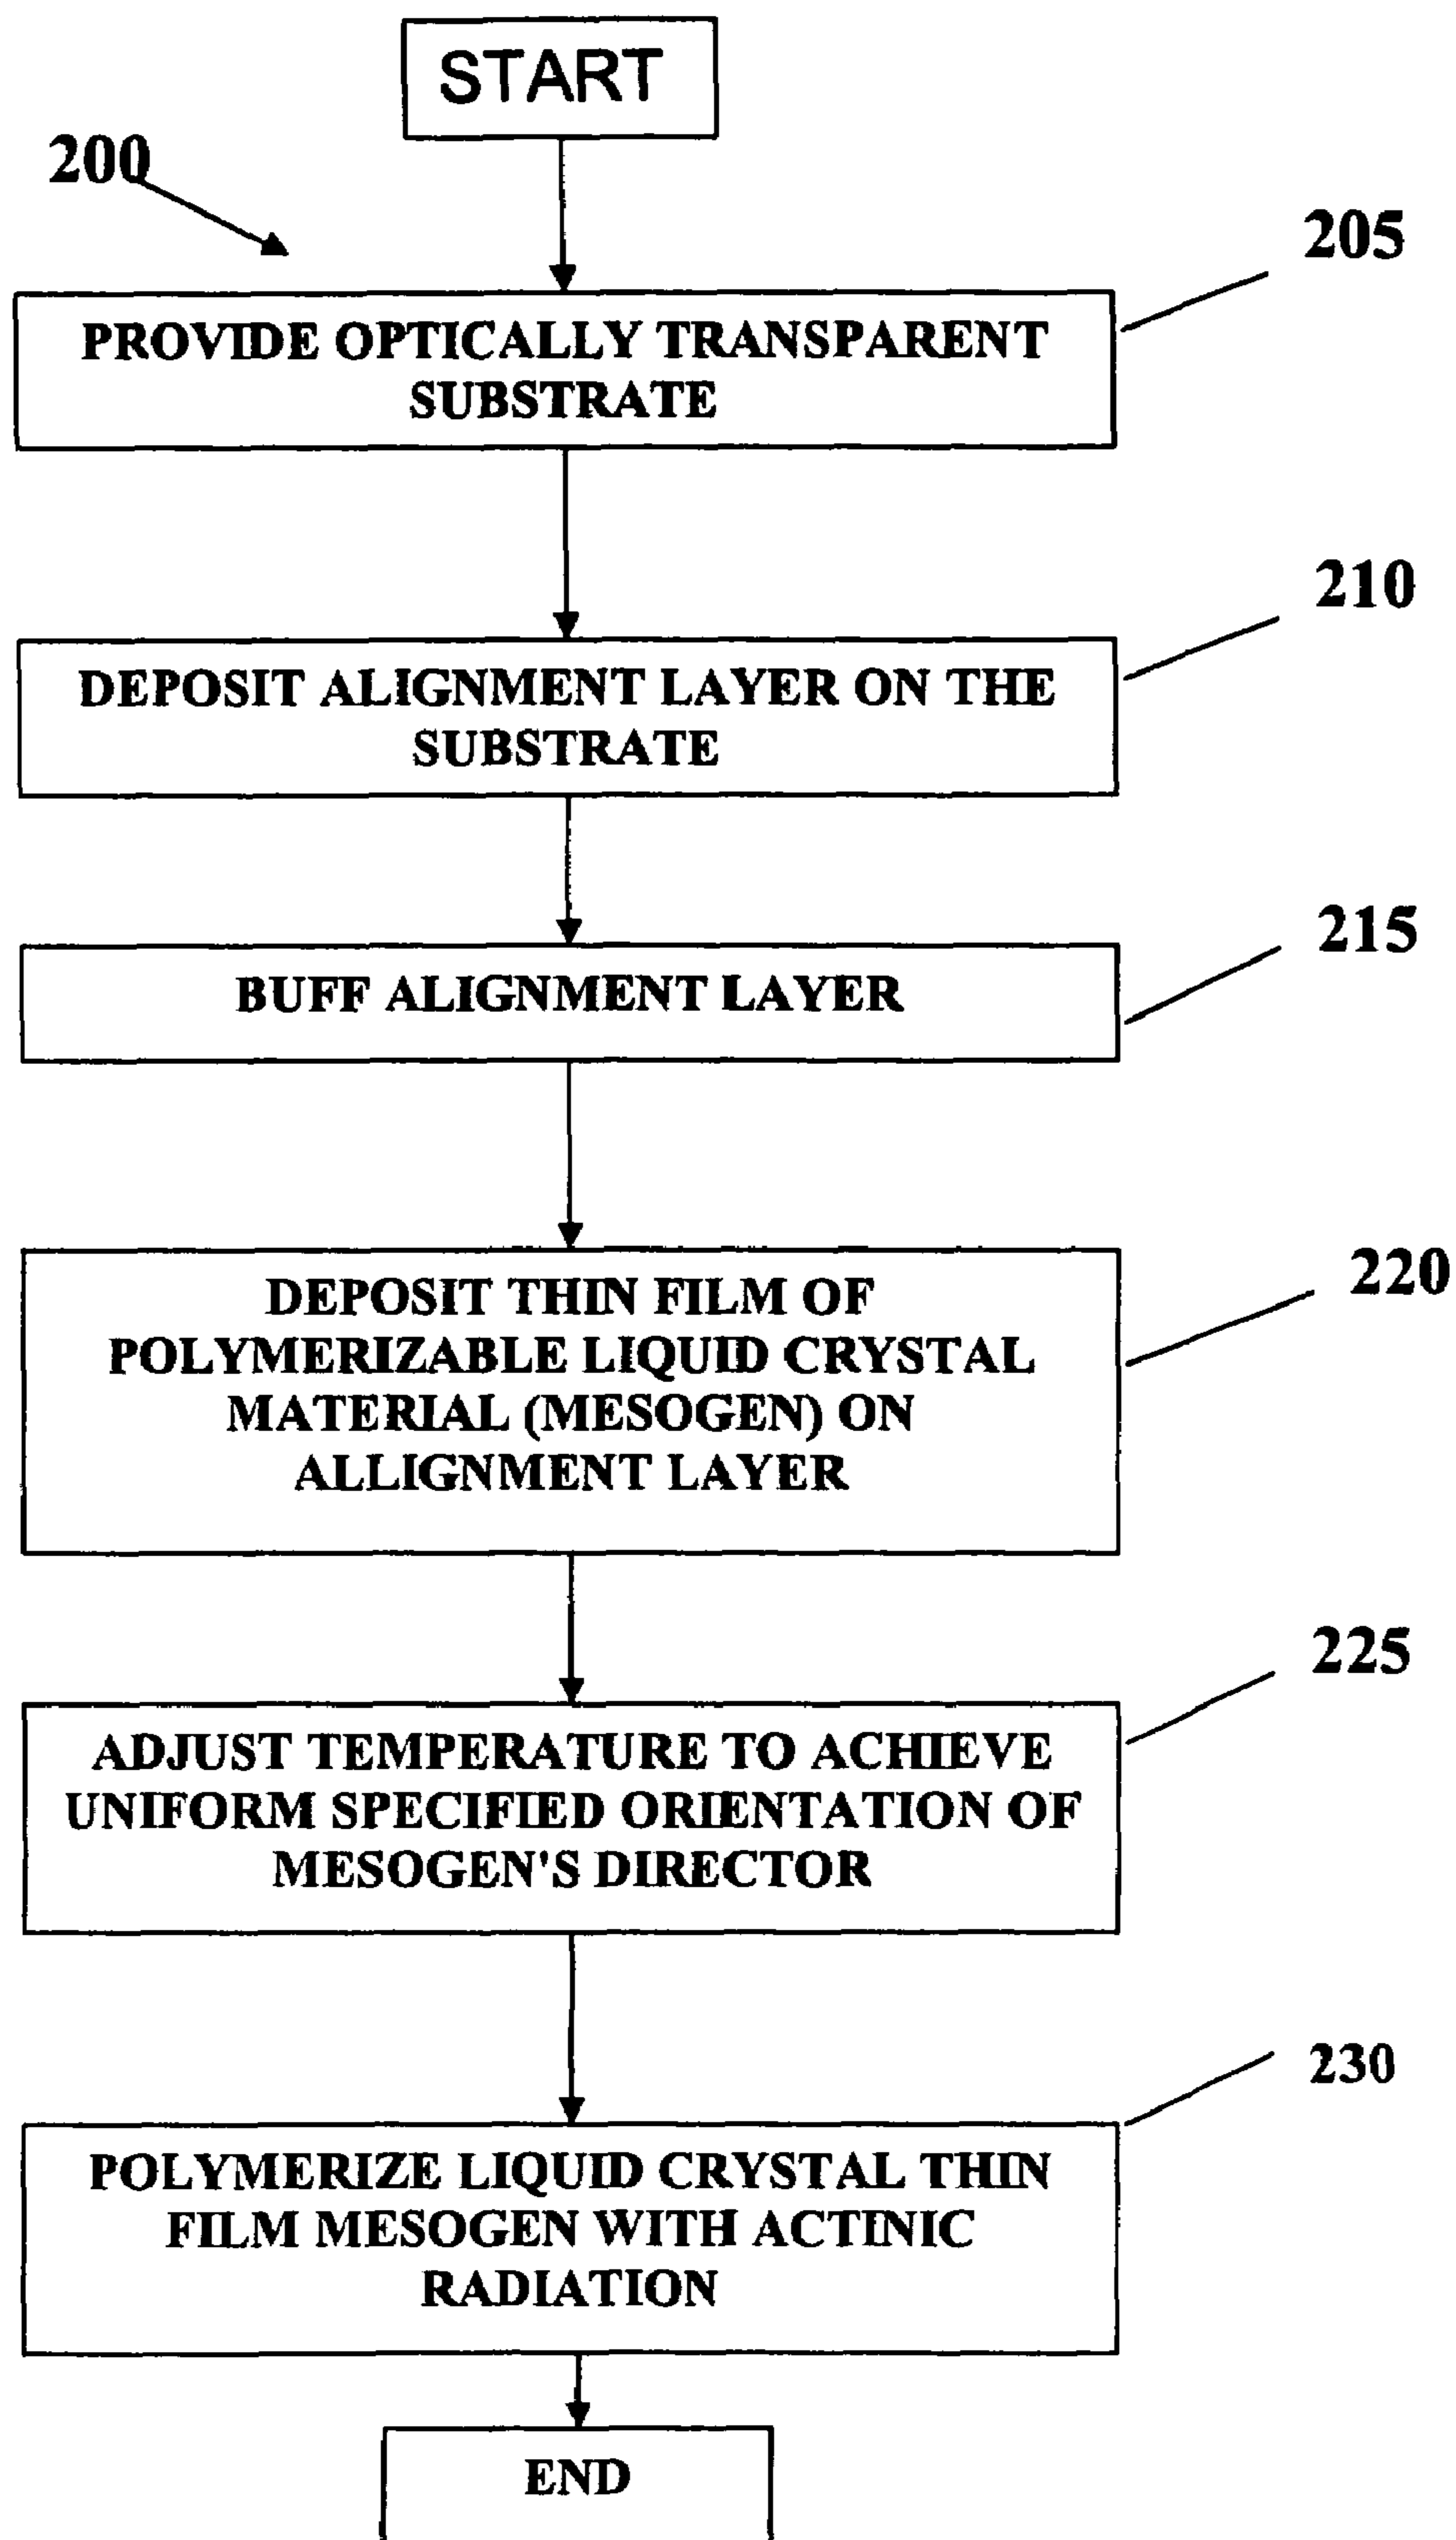 START
200
205
PROVIDE OPTICALLY TRANSPARENT
SUBSTRATE
210
DEPOSIT ALIGNMENT LAYER ON THE
SUBSTRATE
215
BUFF ALIGNMENT LAYER
220
DEPOSIT THIN FILM OF
POLYMERIZABLE LIQUID CRYSTAL
MATERIAL (MESOGEN) ON
ALLIGNMENT LAYER
225
ADJUST TEMPERATURE TO ACHIEVE
UNIFORM SPECIFIED ORIENTATION OF
MESOGEN'S DIRECTOR
230
POLYMERIZE LIQUID CRYSTAL THIN
FILM MESOGEN WITH ACTINIC
RADIATION
END